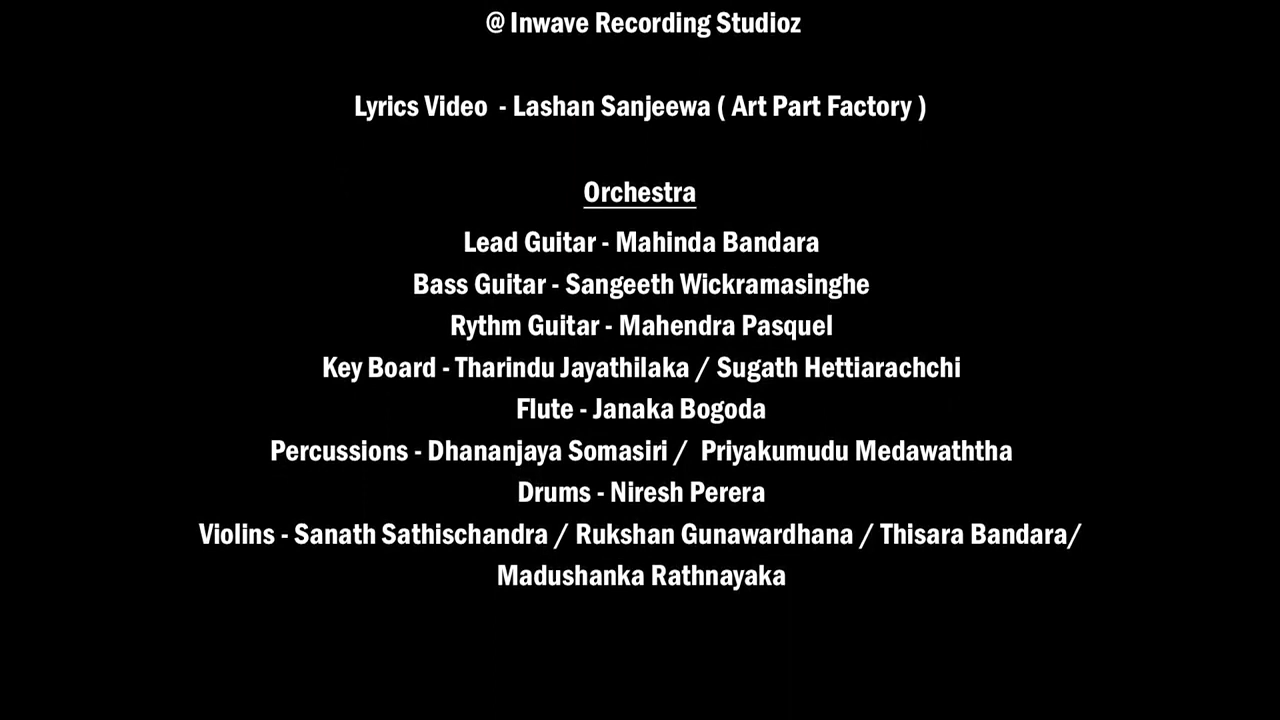 @ Inwave Recording Studioz
Lyrics Video - Lashan Sanjeewa ( Art Part Factory )
Orchestra
Lead Guitar - Mahinda Bandara
Bass Guitar - Sangeeth Wickramasinghe
Rythm Guitar - Mahendra Pasquel
Key Board - Tharindu Jayathilaka / Sugath Hettiarachchi
Flute - Janaka Bogoda
Percussions - Dhananjaya Somasiri / Priyakumudu Medawaththa
Drums - Niresh Perera
Violins - Sanath Sathischandra / Rukshan Gunawardhana / Thisara Bandara/
Madushanka Rathnayaka